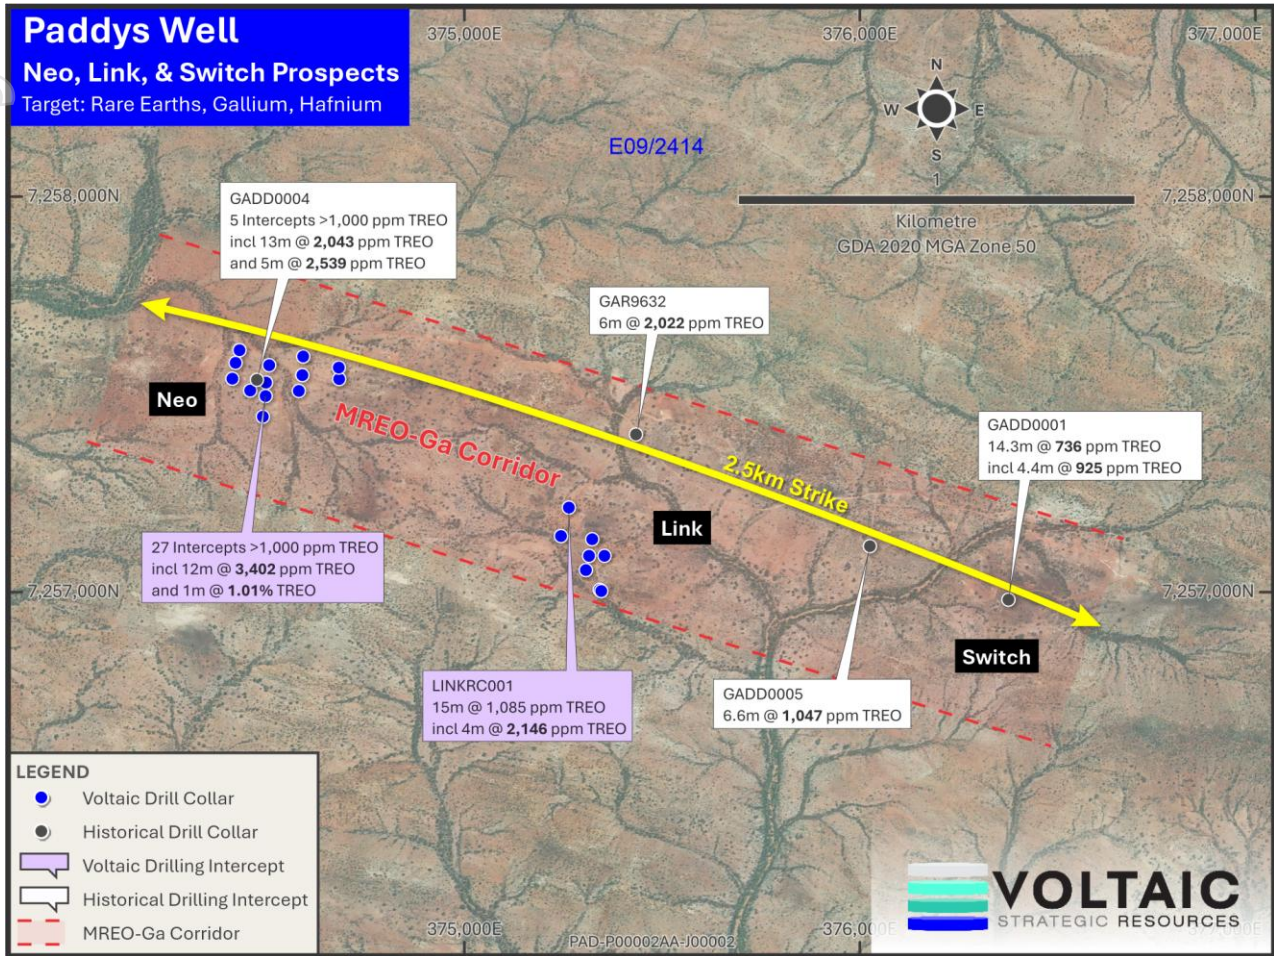 Paddys Well
Neo, Link, & Switch Prospects
Target: Rare Earths, Gallium, Hafnium
375,000E
376,000E
377,000E
N
W
E
S
E09/2414
1
Kilometre
GDA 2020 MGA Zone 50
7,258,000N
7,258,000N
GADD0004
5 Intercepts >1,000 ppm TREO
incl 13m @ 2,043 ppm TREO
and 5m @ 2,539 ppm TREO
GAR9632
6m @ 2,022 ppm TREO
Neo
MREO-Ga Corridor
2.5km Strike
GADD0001
14.3m @ 736 ppm TREO
incl 4.4m @ 925 ppm TREO
Link
27 Intercepts >1,000 ppm TREO
incl 12m @ 3,402 ppm TREO
and 1m @ 1.01% TREO
7,257,000N
7,257,000N
Switch
LINKRC001
15m @ 1,085 ppm TREO
incl 4m @ 2,146 ppm TREO
GADD0005
6.6m @ 1,047 ppm TREO
LEGEND
Voltaic Drill Collar
Historical Drill Collar
Voltaic Drilling Intercept
Historical Drilling Intercept
MREO-Ga Corridor
VOLTAIC
STRATEGIC RESOURCES
375,000E
PAD-P00002AA-J00002
376,000E
377,000E